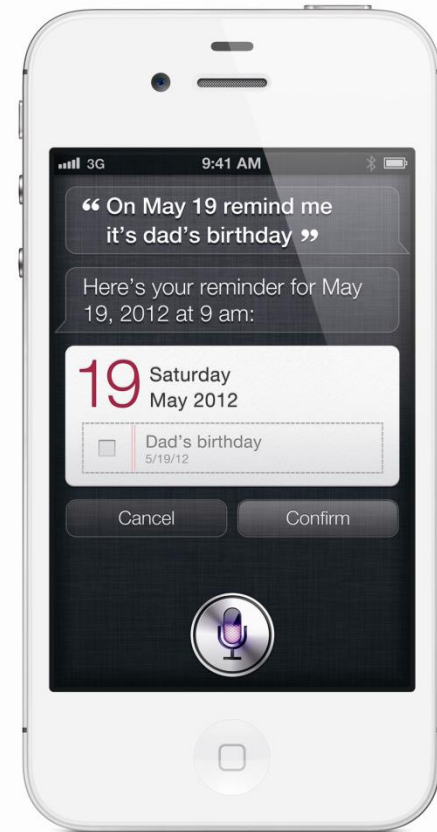 3G 9:41 AM
“ On May 19 remind me
it’s dad’s birthday ”
Here’s your reminder for May
19, 2012 at 9 am:
19 Saturday
May 2012
Dad’s birthday
5/19/12
Cancel Confirm